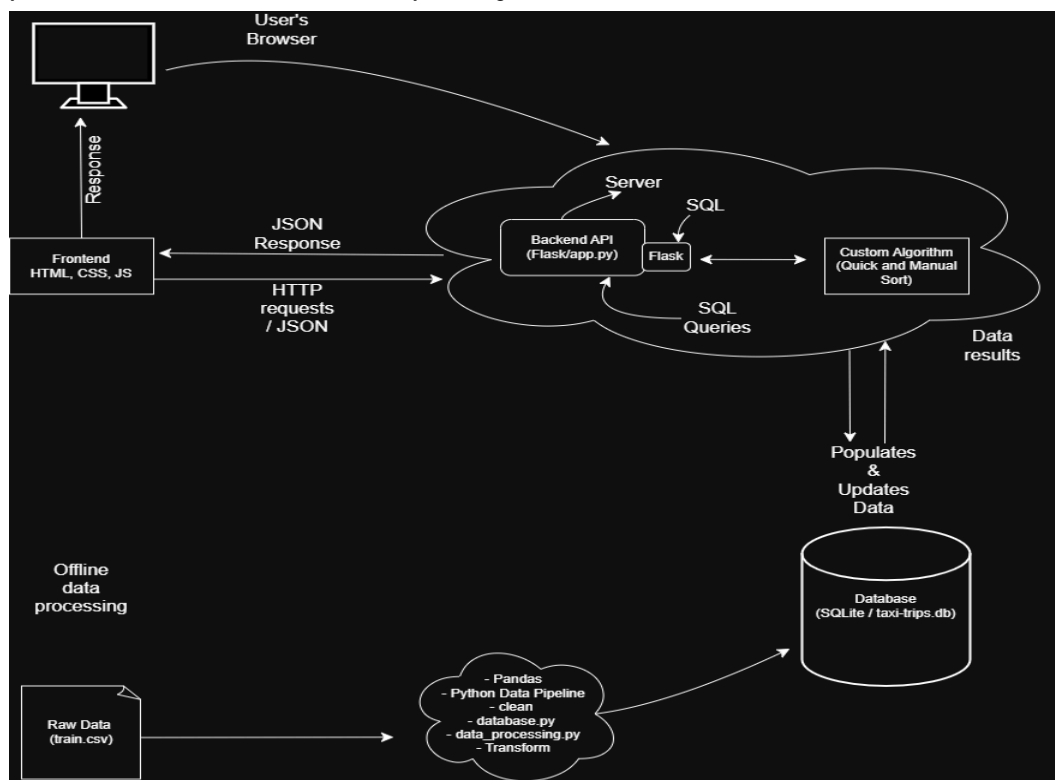 User's
Browser
Response
Server
SQL
JSON
Response
Backend API
(Flask/app.py)
Flask
Custom Algorithm
(Quick and Manual
Sort)
Frontend
HTML, CSS, JS
HTTP
requests
/ JSON
SQL
Queries
Data
results
Populates
&
Updates
Data
Offline
data
processing
Database
(SQLite / taxi-trips.db)
- Pandas
- Python Data Pipeline
- clean
- database.py
- data_processing.py
- Transform
Raw Data
(train.csv)